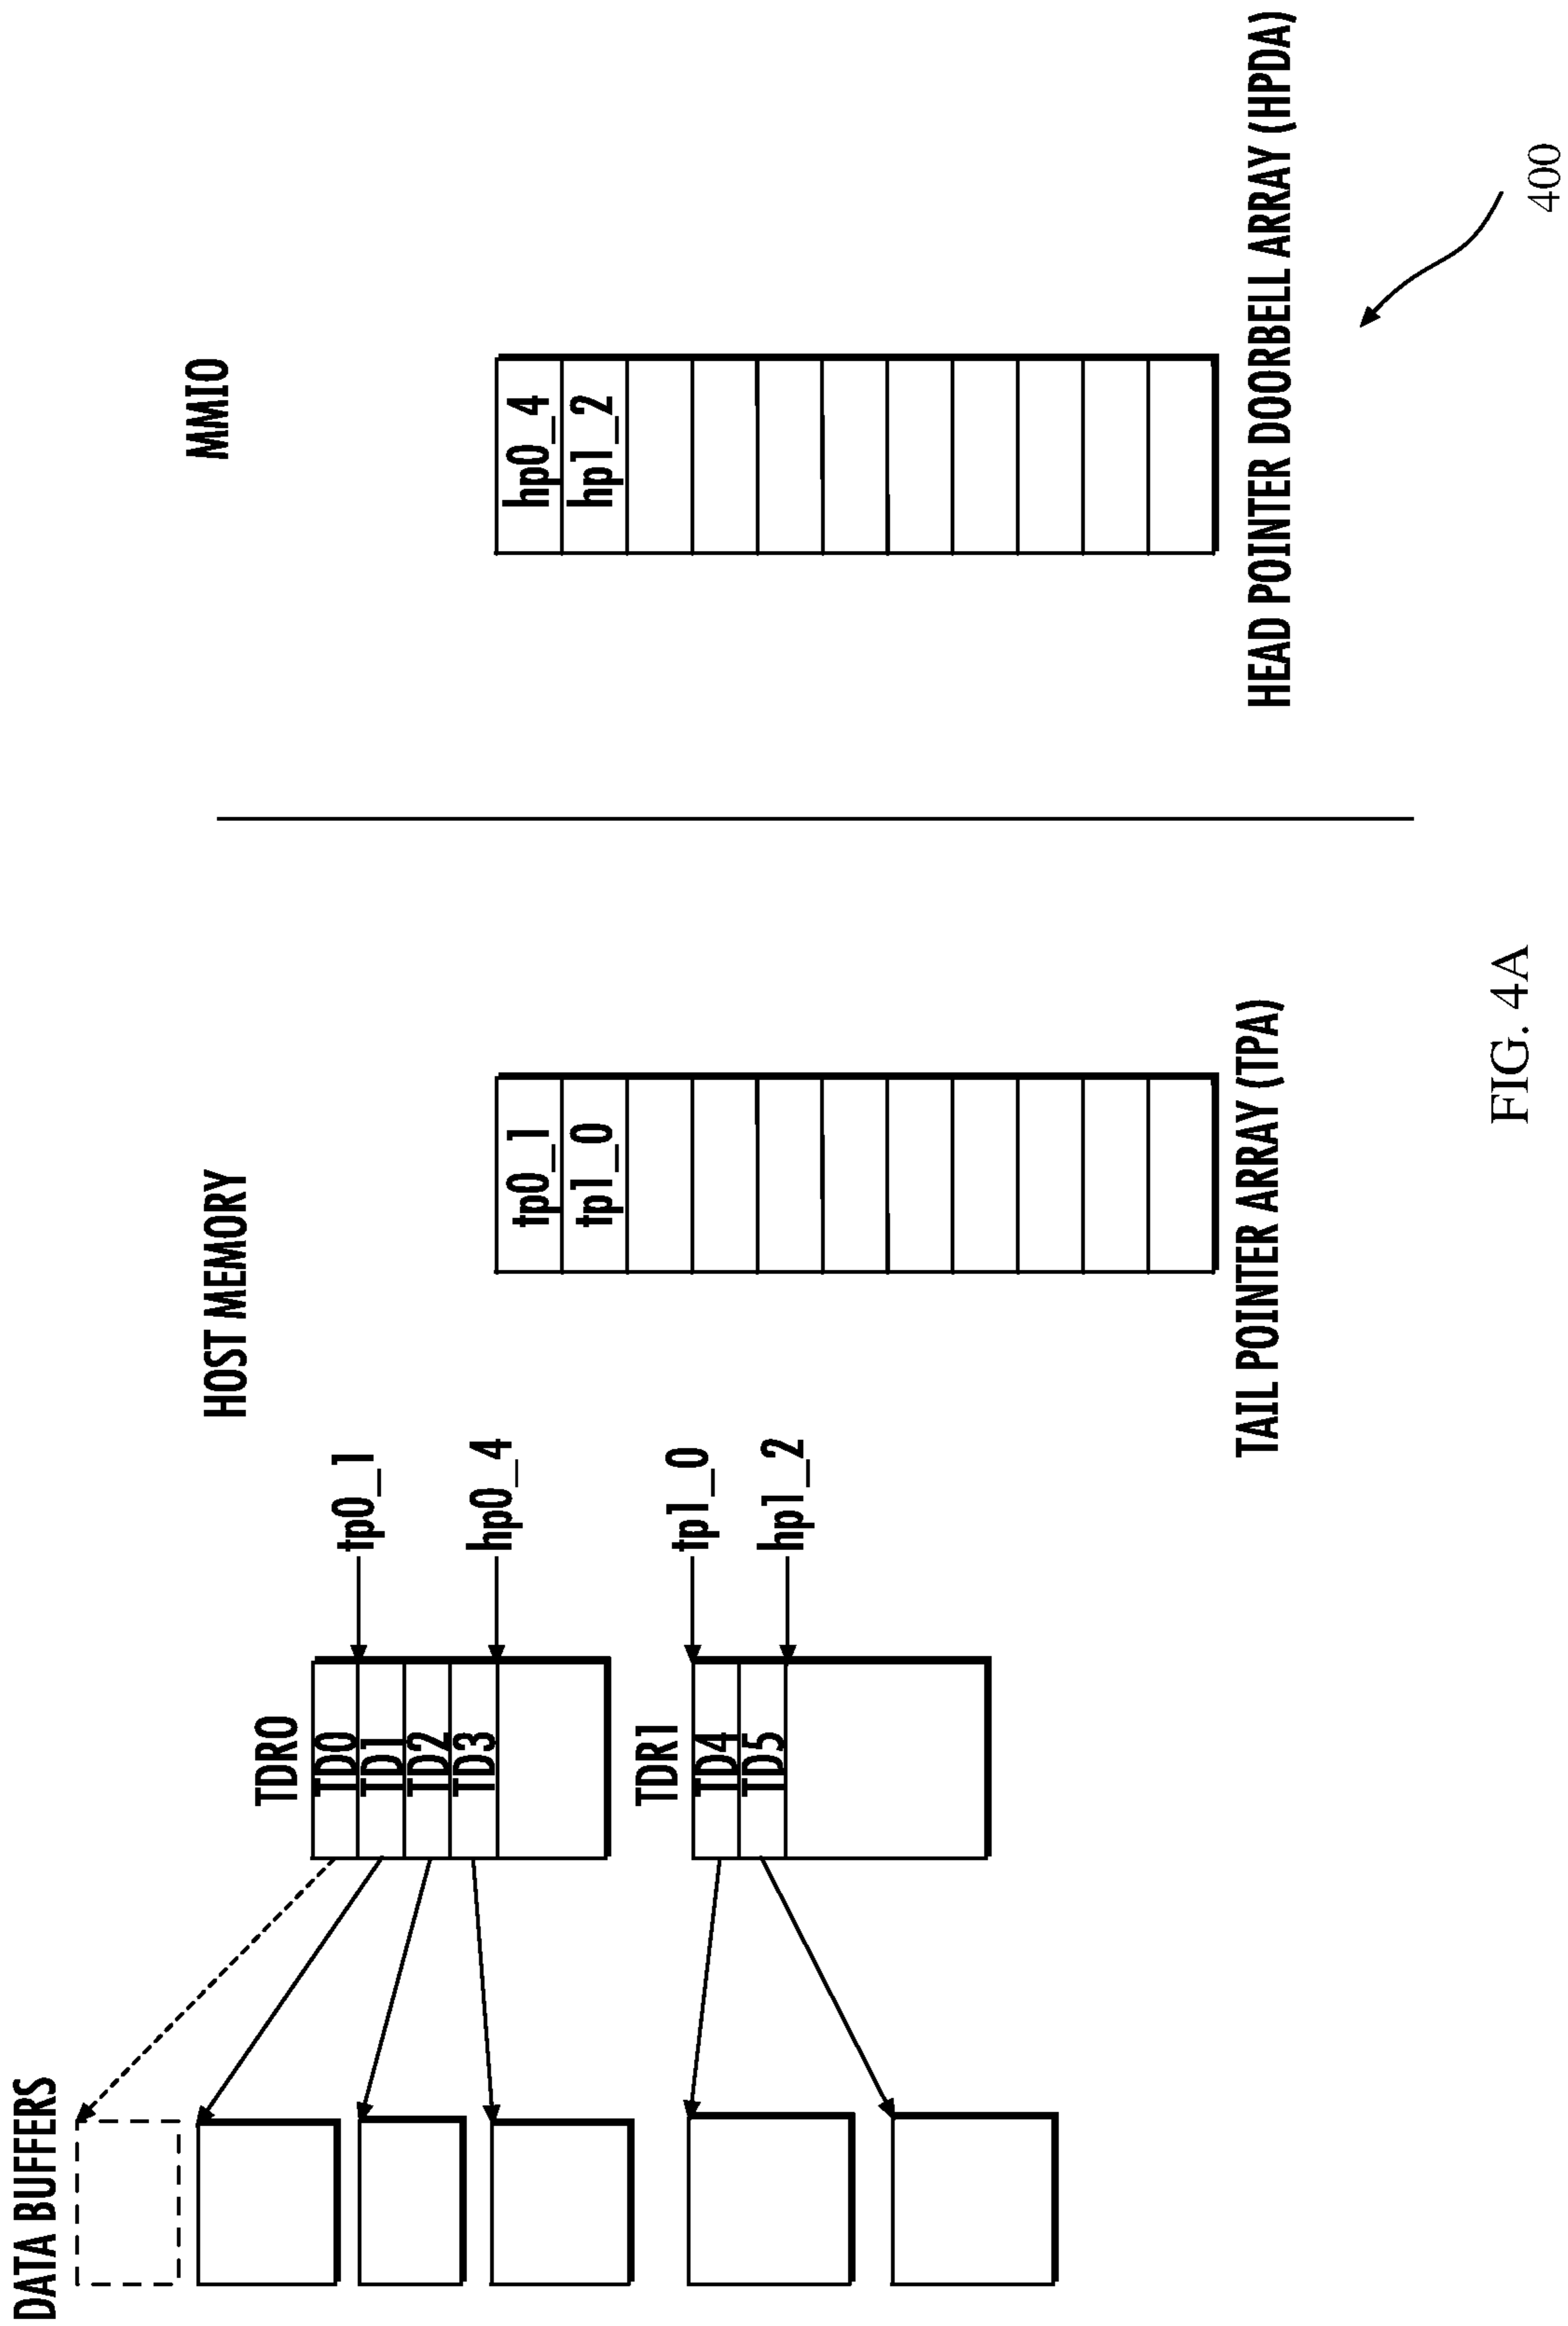 DATA BUFFERS
HOST MEMORY
MMIO
TDR0
TD0
TD1
TD2
TD3
tp0_1
hp0_4
TDR1
TD4
TD5
tp1_0
hp1_2
tp0_1
tp1_0
hp0_4
hp1_2
TAIL POINTER ARRAY (TPA)
HEAD POINTER DOORBELL ARRAY (HPDA)
400
FIG. 4A